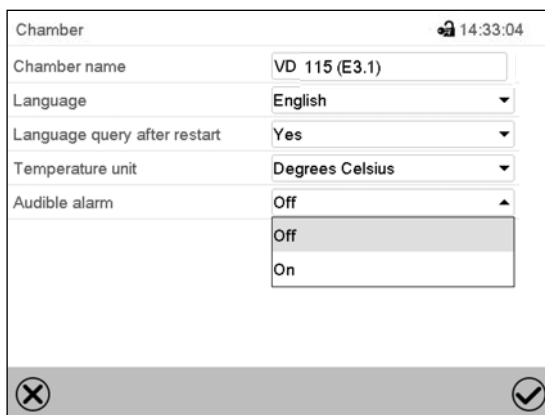 Chamber 14:33:04
Chamber name VD 115 (E3.1)
Language English
Language query after restart Yes
Temperature unit Degrees Celsius
Audible alarm Off
Off
On